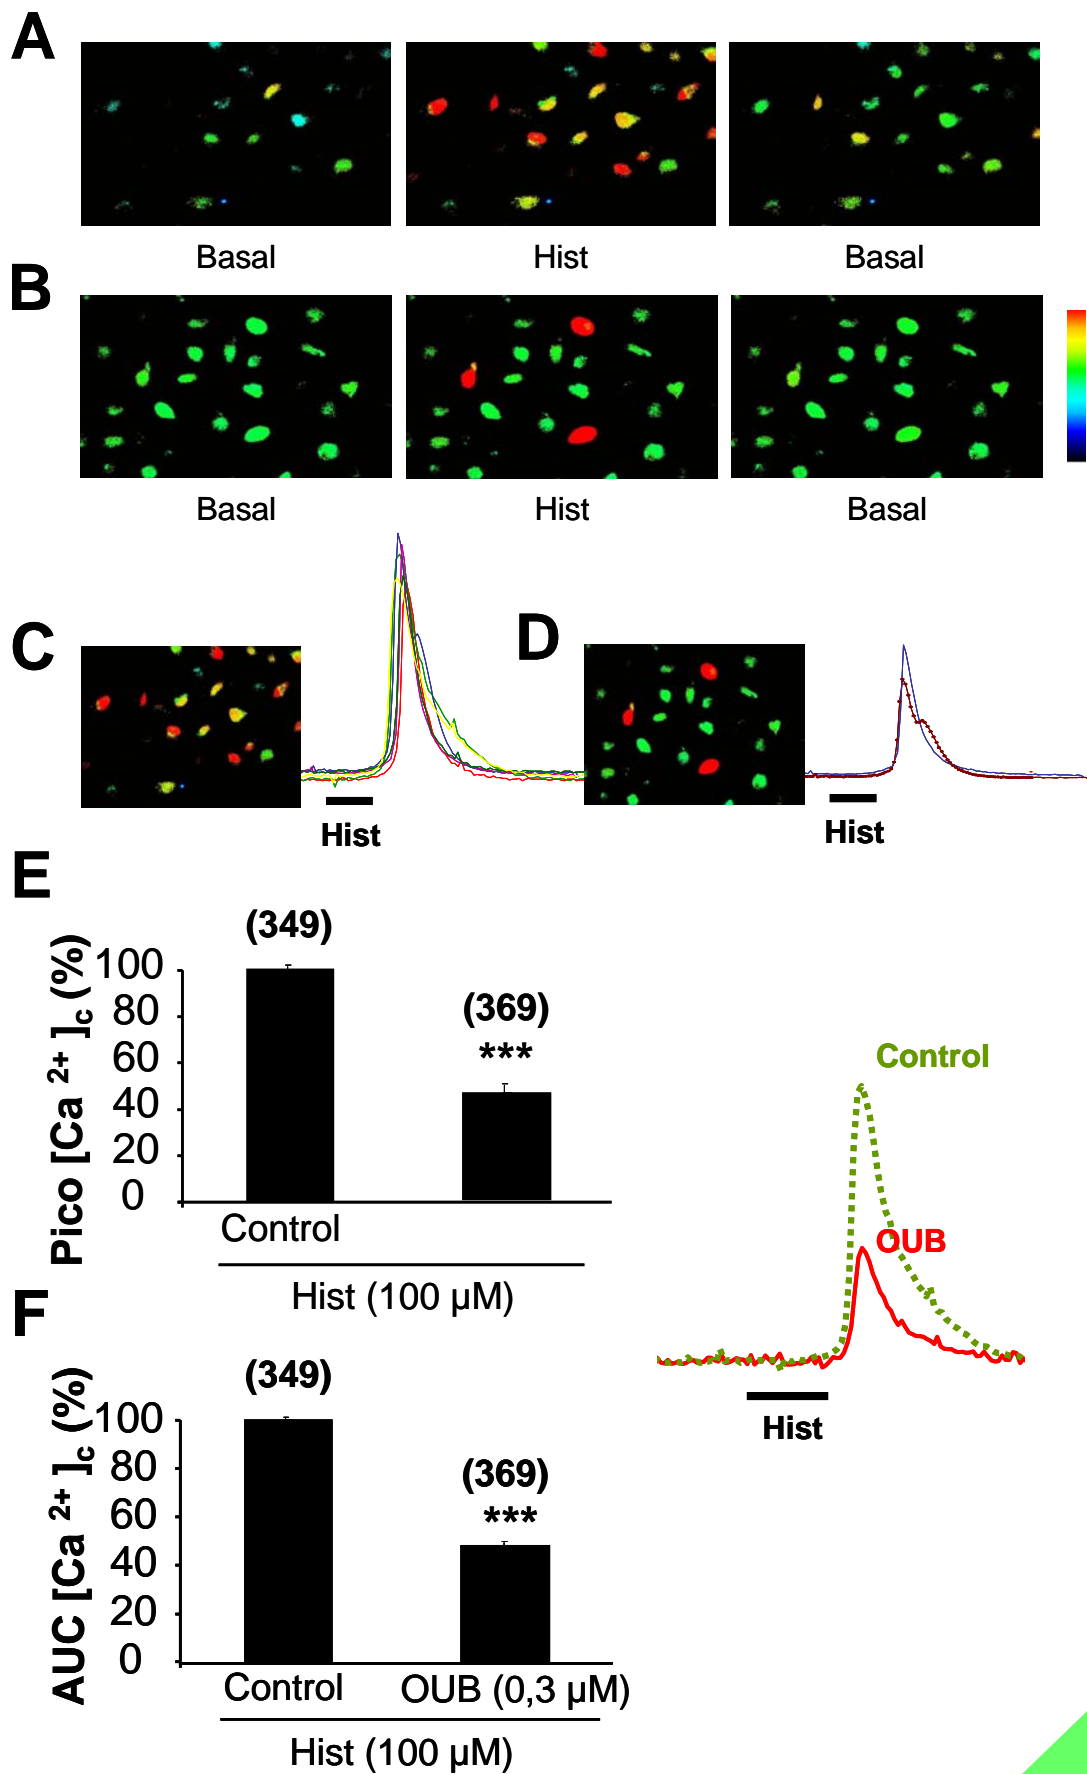 A
Basal
Hist
Basal
B
Basal
Hist
Basal
C
Hist
D
Hist
E
Pico [Ca 2+ ]c (%)
100
80
60
40
20
0
(349)
(369)
***
Control
Hist (100 µM)
Control
OUB
Hist
F
AUC [Ca 2+ ]c (%)
100
80
60
40
20
0
(349)
(369)
***
Control
OUB (0,3 µM)
Hist (100 µM)